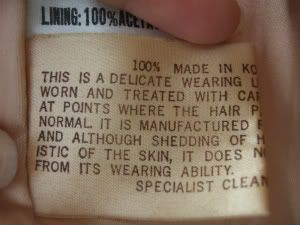 LINING: 100% ACETA
100% MADE IN KO
THIS IS A DELICATE WEARING
WORN AND TREATED WITH CAR
AT POINTS WHERE THE HAIR P
NORMAL. IT IS MANUFACTURED F
AND ALTHOUGH SHEDDING OF H
ISTIC OF THE SKIN, IT DOES NO
FROM ITS WEARING ABILITY.
SPECIALIST CLEAN